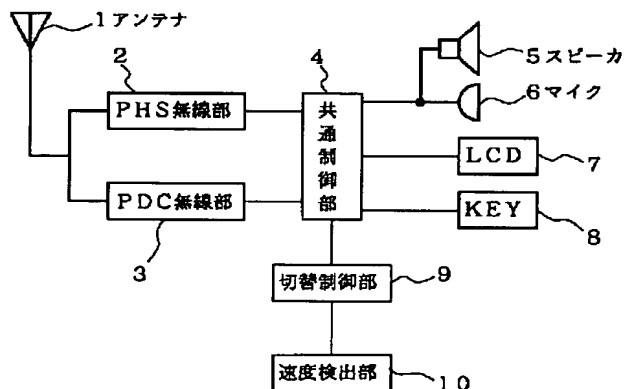 1アンテナ
2
PHS無線部
PDC無線部
3
4
共通制御部
5スピーカ
6マイク
LCD
7
KEY
8
切替制御部
9
速度検出部
10